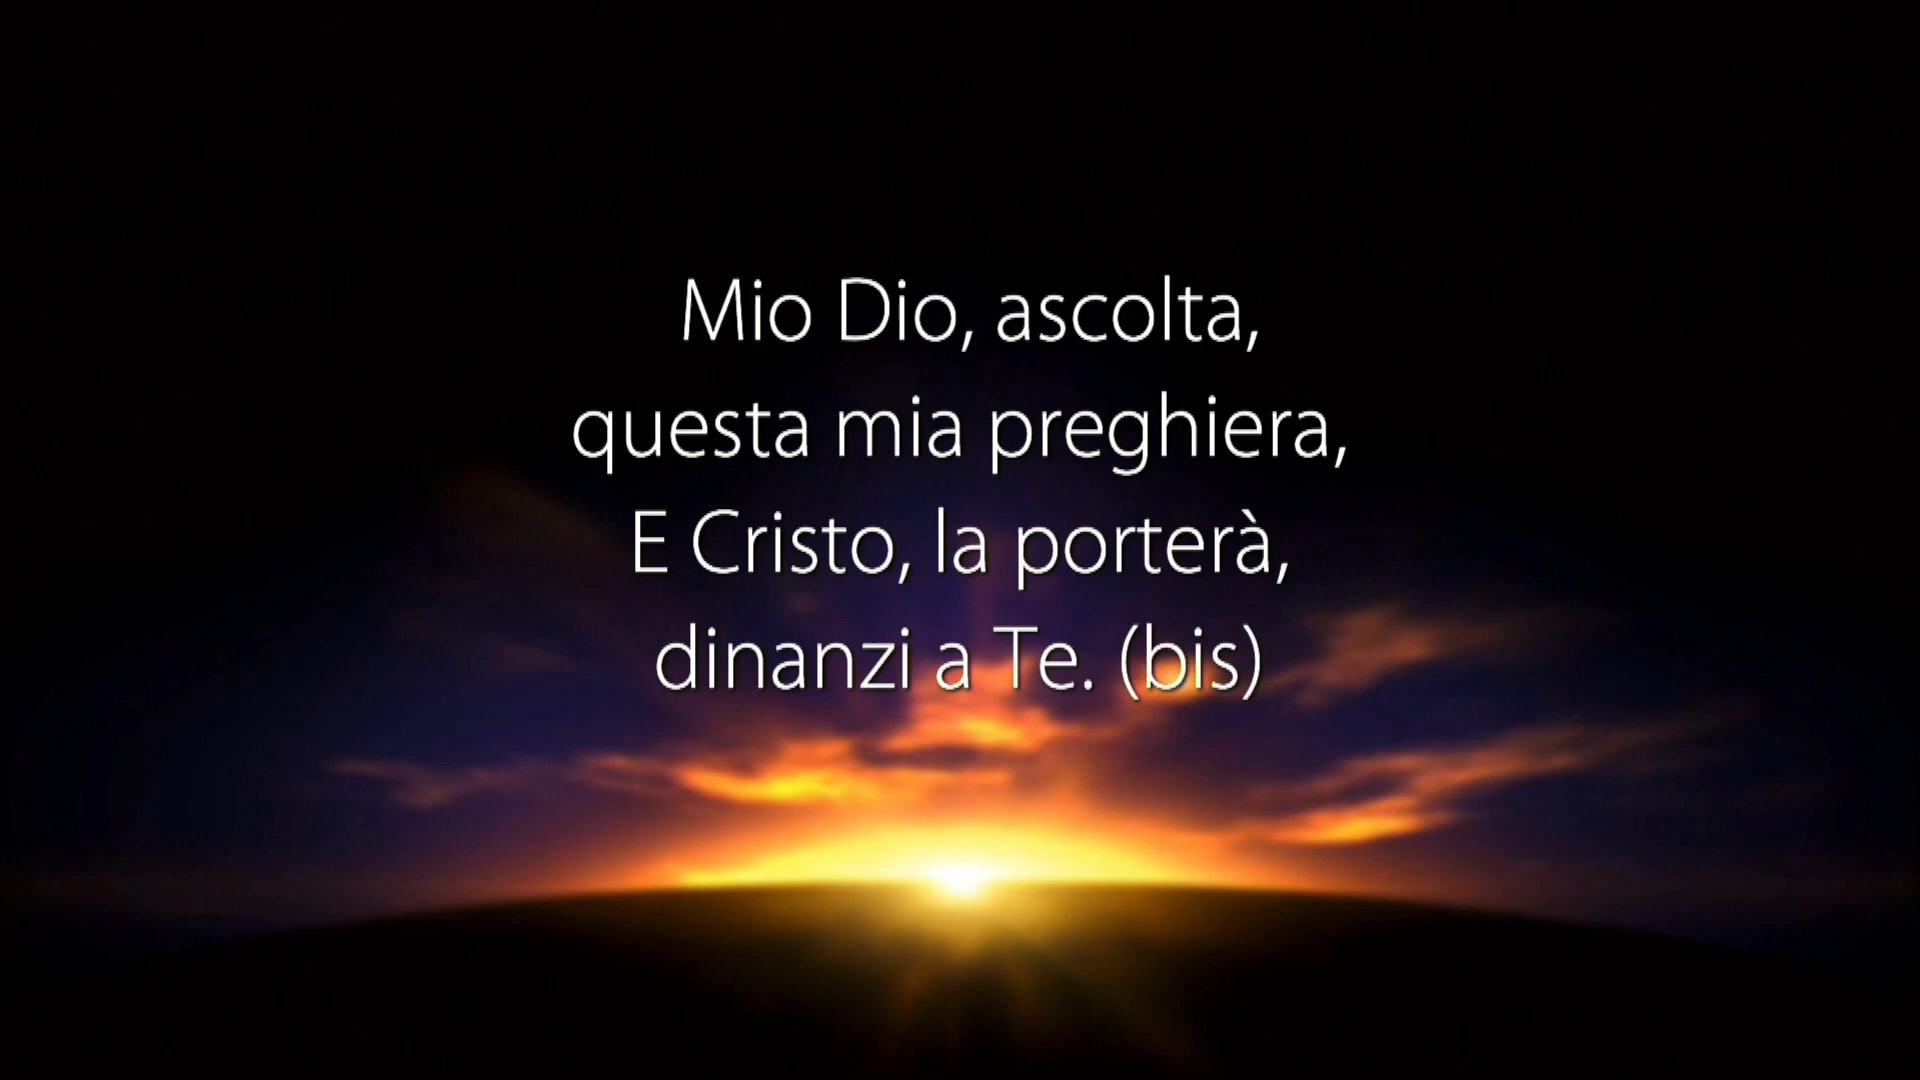 Mio Dio, ascolta,
questa mia preghiera,
E Cristo, la porterà,
dinanzi a Te. (bis)